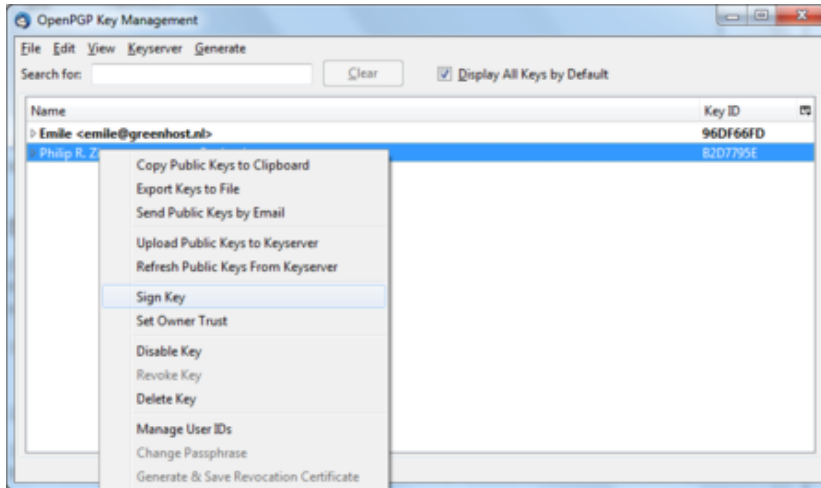 OpenPGP Key Management
File Edit View Keyserver Generate
Search for: Clear Display All Keys by Default
Name Key ID
Emile <emile@greenhost.nl> 96DF66FD
Philip R. B2D7795E
Copy Public Keys to Clipboard
Export Keys to File
Send Public Keys by Email
Upload Public Keys to Keyserver
Refresh Public Keys From Keyserver
Sign Key
Set Owner Trust
Disable Key
Revoke Key
Delete Key
Manage User IDs
Change Passphrase
Generate & Save Revocation Certificate